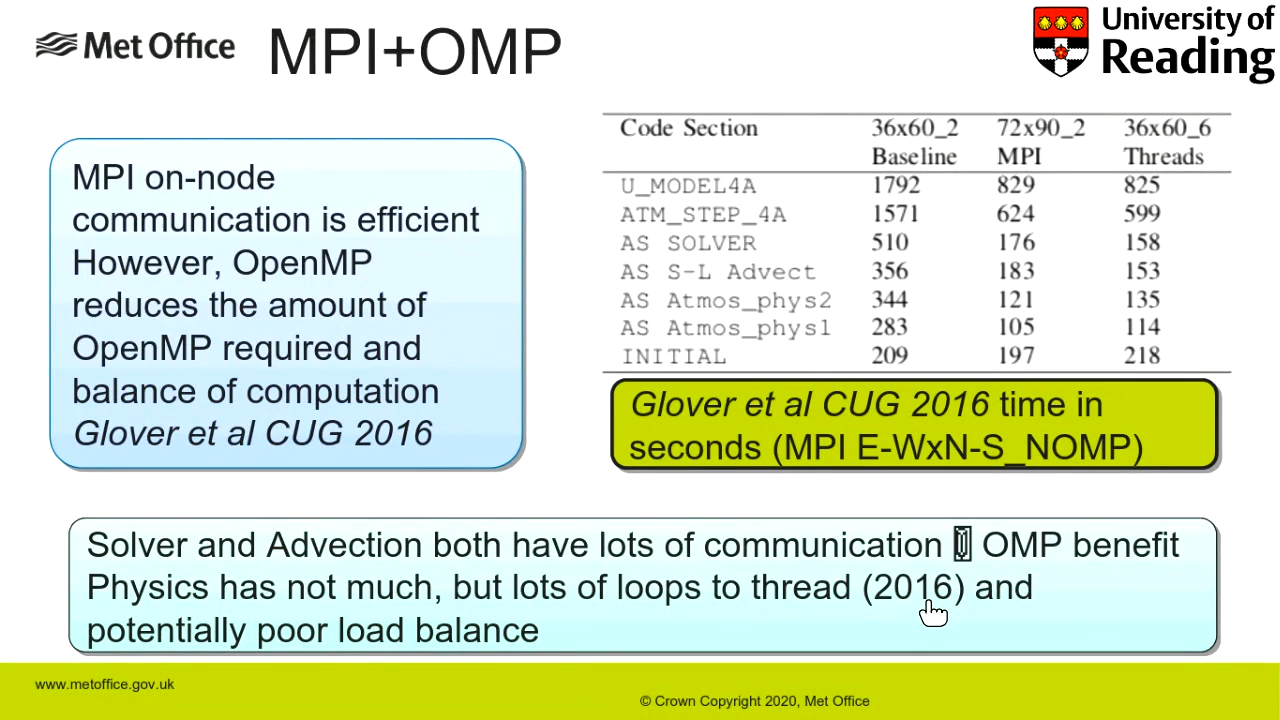 Met Office
MPI+OMP
University of
Reading
MPI on-node
communication is efficient
However, OpenMP
reduces the amount of
OpenMP required and
balance of computation
Glover et al CUG 2016
Code Section 36x60_2 72x90_2 36x60_6
Baseline MPI Threads
U_MODEL4A 1792 829 825
ATM_STEP_4A 1571 624 599
AS SOLVER 510 176 158
AS S-L Advect 356 183 153
AS Atmos_phys2 344 121 135
AS Atmos_phys1 283 105 114
INITIAL 209 197 218
Glover et al CUG 2016 time in
seconds (MPI E-WxN-S_NOMP)
Solver and Advection both have lots of communication OMP benefit
Physics has not much, but lots of loops to thread (2016) and
potentially poor load balance
www.metoffice.gov.uk
© Crown Copyright 2020, Met Office